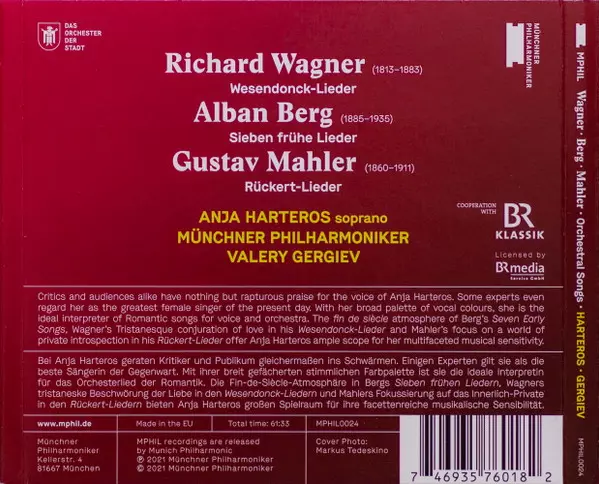 DAS
ORCHESTER
DER
STADT
MÜNCHNER
PHILHARMONIKER
Richard Wagner (1813–1883)
Wesendonck-Lieder
Alban Berg (1885–1935)
Sieben frühe Lieder
Gustav Mahler (1860–1911)
Rückert-Lieder
ANJA HARTEROS soprano
MÜNCHNER PHILHARMONIKER
VALERY GERGIEV
COOPERATION
WITH
BR
KLASSIK
Licensed by
BRmedia
Service GmbH
Critics and audiences alike have nothing but rapturous praise for the voice of Anja Harteros. Some experts even
regard her as the greatest female singer of the present day. With her broad palette of vocal colours, she is the
ideal interpreter of Romantic songs for voice and orchestra. The fin de siècle atmosphere of Berg's Seven Early
Songs, Wagner's Tristanesque conjuration of love in his Wesendonck-Lieder and Mahler's focus on a world of
private introspection in his Rückert-Lieder offer Anja Harteros ample scope for her multifaceted musical sensitivity.
Bei Anja Harteros geraten Kritiker und Publikum gleichermaßen ins Schwärmen. Einigen Experten gilt sie als die
beste Sängerin der Gegenwart. Mit ihrer breit gefächerten stimmlichen Farbpalette ist sie die ideale Interpretin
für das Orchesterlied der Romantik. Die Fin-de-Siècle-Atmosphäre in Bergs Sieben frühen Liedern, Wagners
tristaneske Beschwörung der Liebe in den Wesendonck-Liedern und Mahlers Fokussierung auf das Innerlich-Private
in den Rückert-Liedern bieten Anja Harteros großen Spielraum für ihre facettenreiche musikalische Sensibilität.
www.mphil.de
Made in the EU
Total time: 61:33
MPHIL0024
Münchner
Philharmoniker
Kellerstr. 4
81667 München
MPHIL recordings are released
by Munich Philharmonic
℗ 2021 Münchner Philharmoniker
© 2021 Münchner Philharmoniker
Cover Photo:
Markus Tedeskino
7 46935 76018 2
MPHIL Wagner · Berg · Mahler · Orchestral Songs · HARTEROS · GERGIEV
MPHIL0024